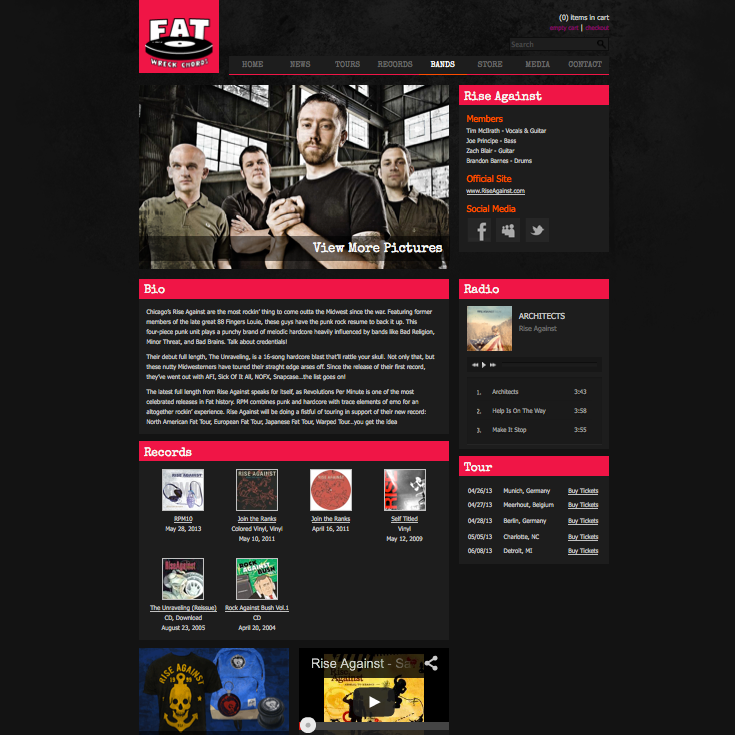 FAT
WRECK CHORDS
(0) items in cart
empty cart | checkout
Search
HOME NEWS TOURS RECORDS BANDS STORE MEDIA CONTACT
View More Pictures
Rise Against
Members
Tim McIlrath - Vocals & Guitar
Joe Principe - Bass
Zach Blair - Guitar
Brandon Barnes - Drums
Official Site
www.RiseAgainst.com
Social Media
Bio
Chicago's Rise Against are the most rockin' thing to come outta the Midwest since the war. Featuring former
members of the late great 88 Fingers Louie, these guys have the punk rock resume to back it up. This
four-piece punk unit plays a punchy brand of melodic hardcore heavily influenced by bands like Bad Religion,
Minor Threat, and Bad Brains. Talk about credentials!
Their debut full length, The Unraveling, is a 16-song hardcore blast that'll rattle your skull. Not only that, but
these nutty Midwesterners have toured their straight edge arses off. Since the release of their first record,
they've went out with AFI, Sick Of It All, NOFX, Snapcase...the list goes on!
The latest full length from Rise Against speaks for itself, as Revolutions Per Minute is one of the most
celebrated releases in Fat history. RPM combines punk and hardcore with trace elements of emo for an
altogether rockin' experience. Rise Against will be doing a fistful of touring in support of their new record:
North American Fat Tour, European Fat Tour, Japanese Fat Tour, Warped Tour..you get the idea
Radio
ARCHITECTS
Rise Against
1. Architects 3:43
2. Help Is On The Way 3:58
3. Make It Stop 3:55
Records
RISE AGAINST
RPM10
May 28, 2013
RISE AGAINST
Join the Ranks
Colored Vinyl, Vinyl
May 10, 2011
Join the Ranks
April 16, 2011
RIS
Self Titled
Vinyl
May 12, 2009
RiseAgainst
The Unraveling (Reissue)
CD, Download
August 23, 2005
ROCK AGAINST BUSH
Rock Against Bush Vol.1
CD
April 20, 2004
Tour
04/26/13 Munich, Germany Buy Tickets
04/27/13 Meerhout, Belgium Buy Tickets
04/28/13 Berlin, Germany Buy Tickets
05/05/13 Charlotte, NC Buy Tickets
06/08/13 Detroit, MI Buy Tickets
RISE AGAINST
19 99
Rise Against - Sa
Rise
Against